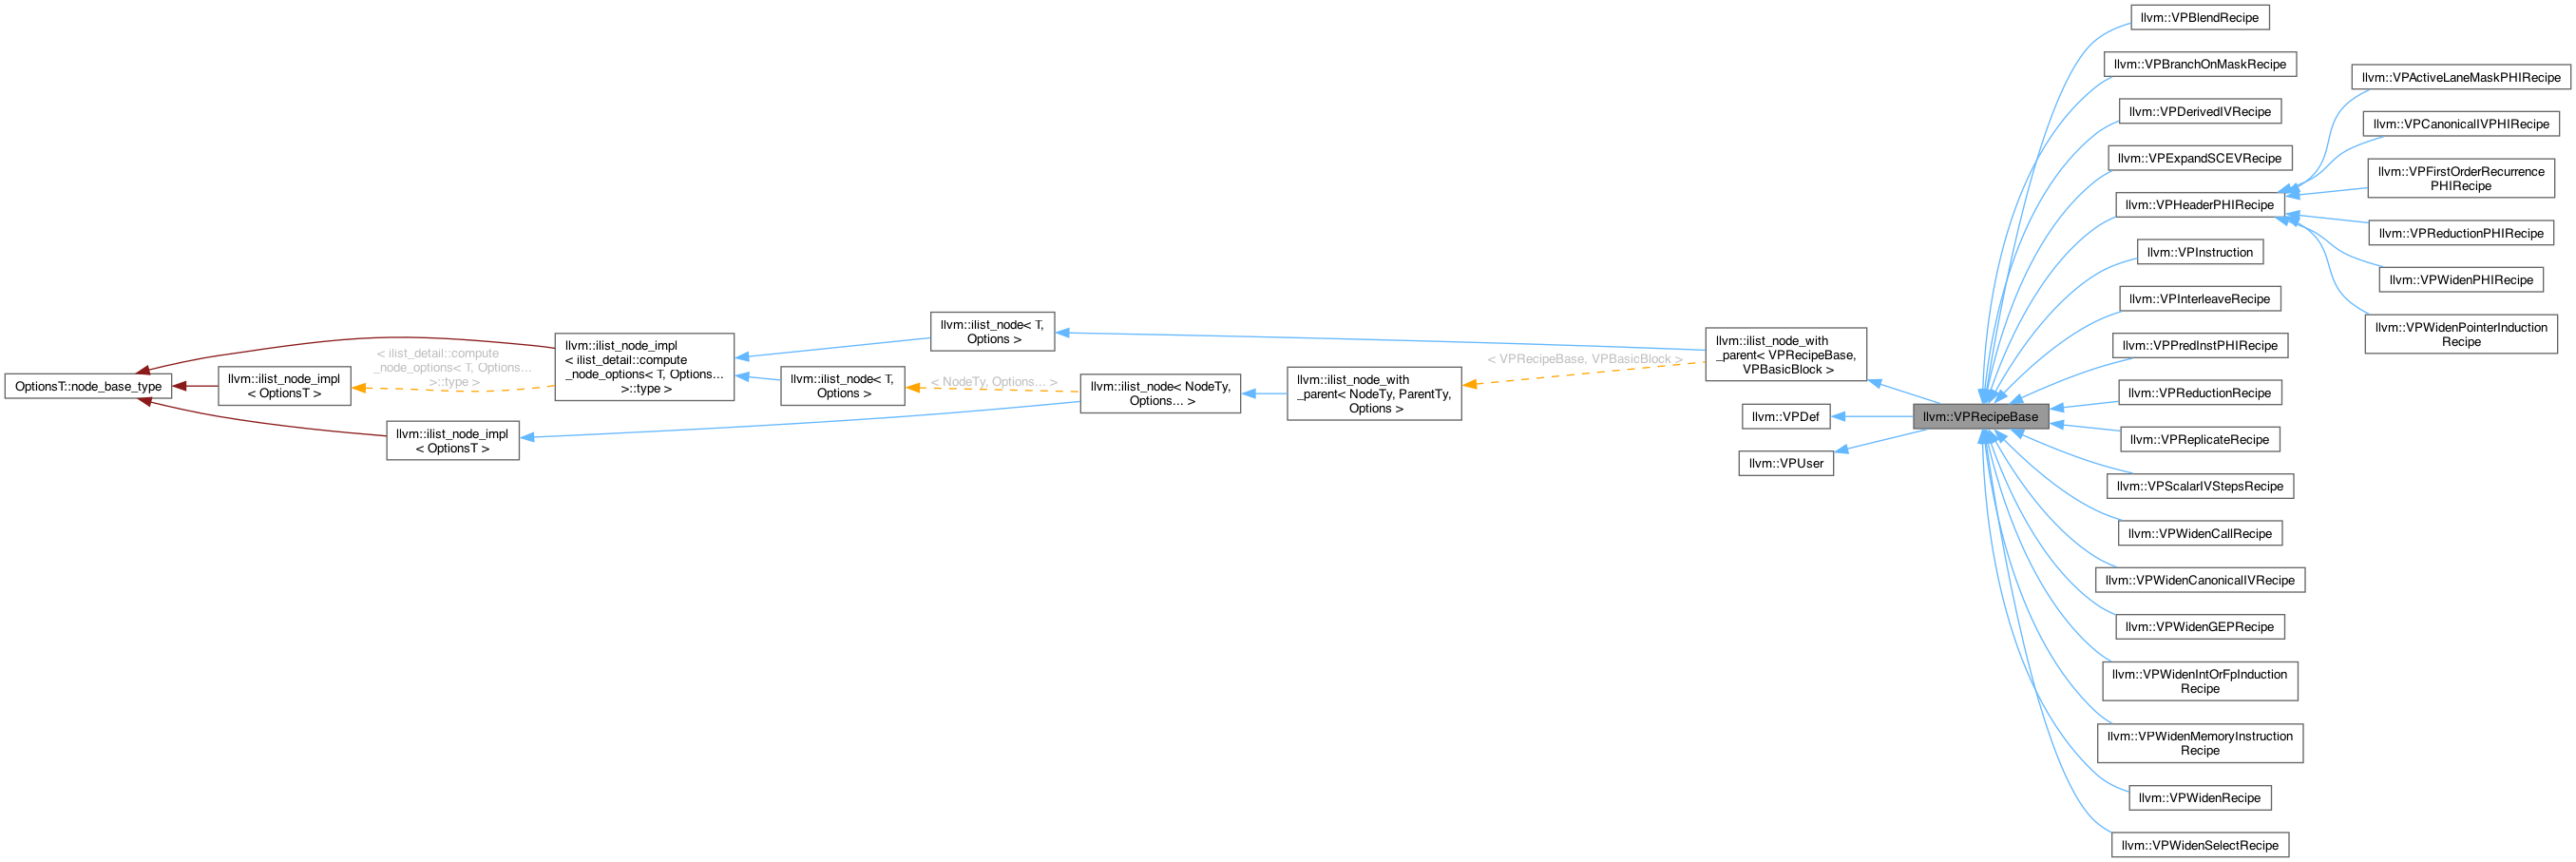 OptionsT::node_base_type
llvm::ilist_node_impl
< OptionsT >
< ilist_detail::compute
_node_options< T, Options...
>::type >
llvm::ilist_node_impl
< OptionsT >
llvm::ilist_node_impl
< ilist_detail::compute
_node_options< T, Options...
>::type >
llvm::ilist_node< T,
Options >
llvm::ilist_node< T,
Options >
< NodeTy, Options... >
llvm::ilist_node< NodeTy,
Options... >
llvm::ilist_node_with
_parent< NodeTy, ParentTy,
Options >
< VPRecipeBase, VPBasicBlock >
llvm::ilist_node_with
_parent< VPRecipeBase,
VPBasicBlock >
llvm::VPDef
llvm::VPUser
llvm::VPRecipeBase
llvm::VPBlendRecipe
llvm::VPBranchOnMaskRecipe
llvm::VPDerivedIVRecipe
llvm::VPExpandSCEVRecipe
llvm::VPHeaderPHIRecipe
llvm::VPInstruction
llvm::VPInterleaveRecipe
llvm::VPPredInstPHIRecipe
llvm::VPReductionRecipe
llvm::VPReplicateRecipe
llvm::VPScalarIVStepsRecipe
llvm::VPWidenCallRecipe
llvm::VPWidenCanonicalIVRecipe
llvm::VPWidenGEPRecipe
llvm::VPWidenIntOrFpInduction
Recipe
llvm::VPWidenMemoryInstruction
Recipe
llvm::VPWidenRecipe
llvm::VPWidenSelectRecipe
llvm::VPActiveLaneMaskPHIRecipe
llvm::VPCanonicalIVPHIRecipe
llvm::VPFirstOrderRecurrence
PHIRecipe
llvm::VPReductionPHIRecipe
llvm::VPWidenPHIRecipe
llvm::VPWidenPointerInduction
Recipe